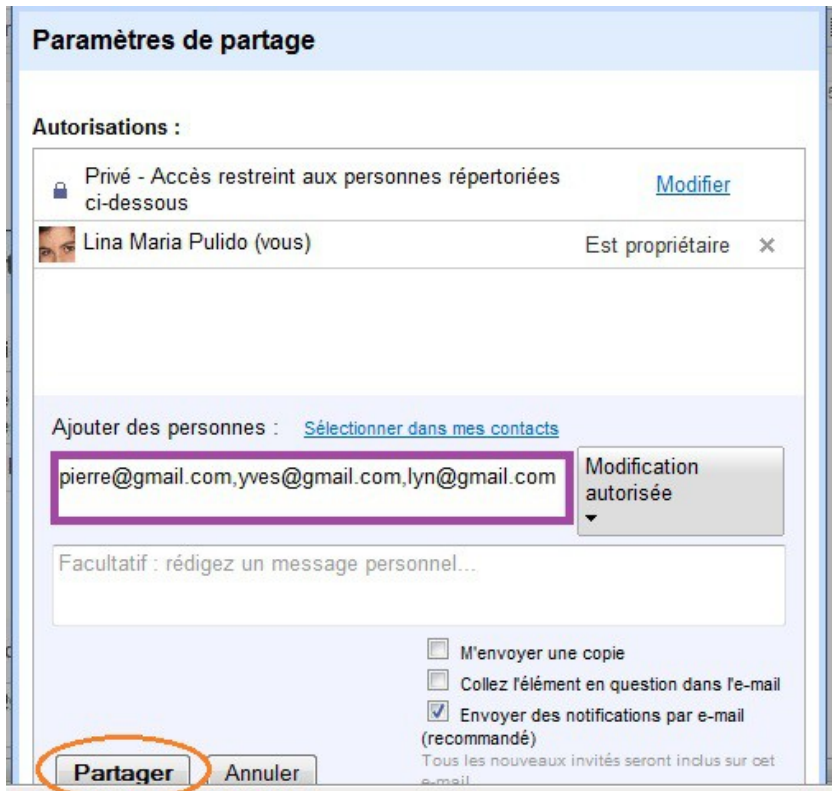 Paramètres de partage
Autorisations :
Privé - Accès restreint aux personnes répertoriées
ci-dessous
Modifier
Lina Maria Pulido (vous)
Est propriétaire
Ajouter des personnes :
Sélectionner dans mes contacts
pierre@gmail.com,yves@gmail.com,lyn@gmail.com
Modification
autorisée
Facultatif : rédigez un message personnel...
M'envoyer une copie
Collez l'élément en question dans l'e-mail
Envoyer des notifications par e-mail
(recommandé)
Tous les nouveaux invités seront inclus sur cet
e-mail
Partager
Annuler